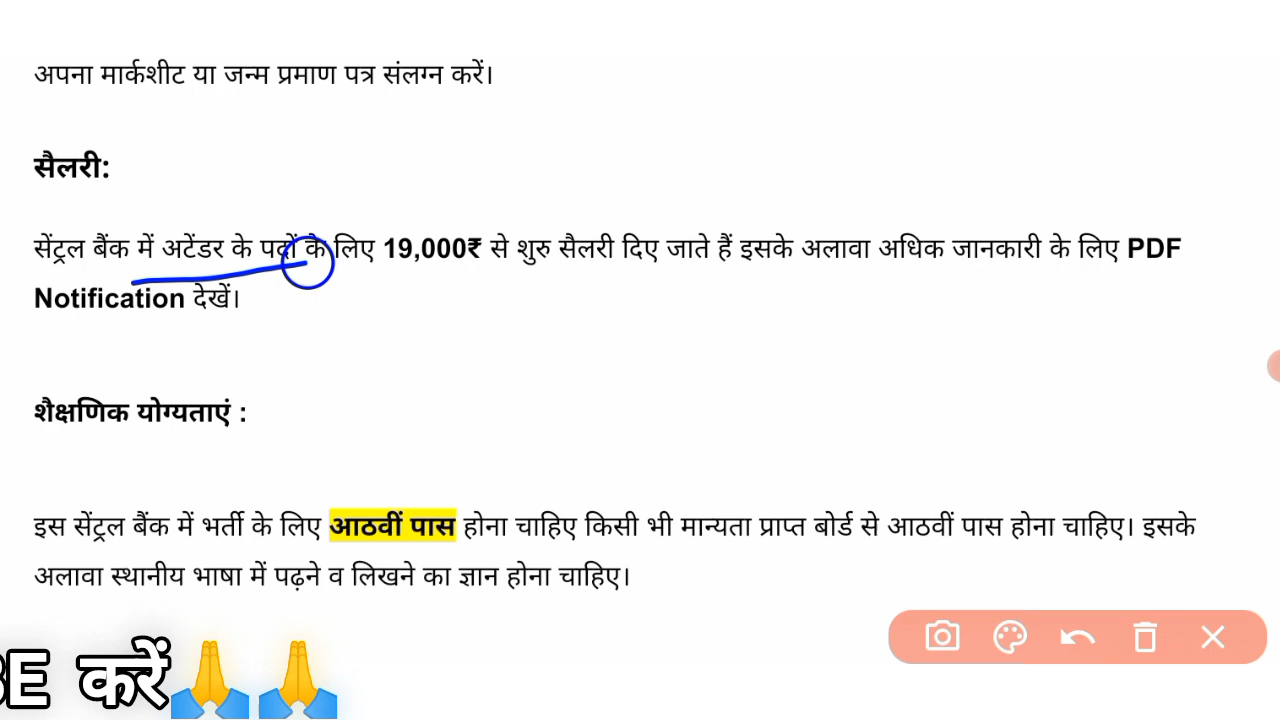 अपना मार्कशीट या जन्म प्रमाण पत्र संलग्न करें।
सैलरी:
सेंट्रल बैंक में अटेंडर के पदों के लिए 19,000₹ से शुरु सैलरी दिए जाते हैं इसके अलावा अधिक जानकारी के लिए PDF
Notification देखें।
शैक्षणिक योग्यताएं :
इस सेंट्रल बैंक में भर्ती के लिए आठवीं पास होना चाहिए किसी भी मान्यता प्राप्त बोर्ड से आठवीं पास होना चाहिए। इसके
अलावा स्थानीय भाषा में पढ़ने व लिखने का ज्ञान होना चाहिए।
BE करें🙏🙏